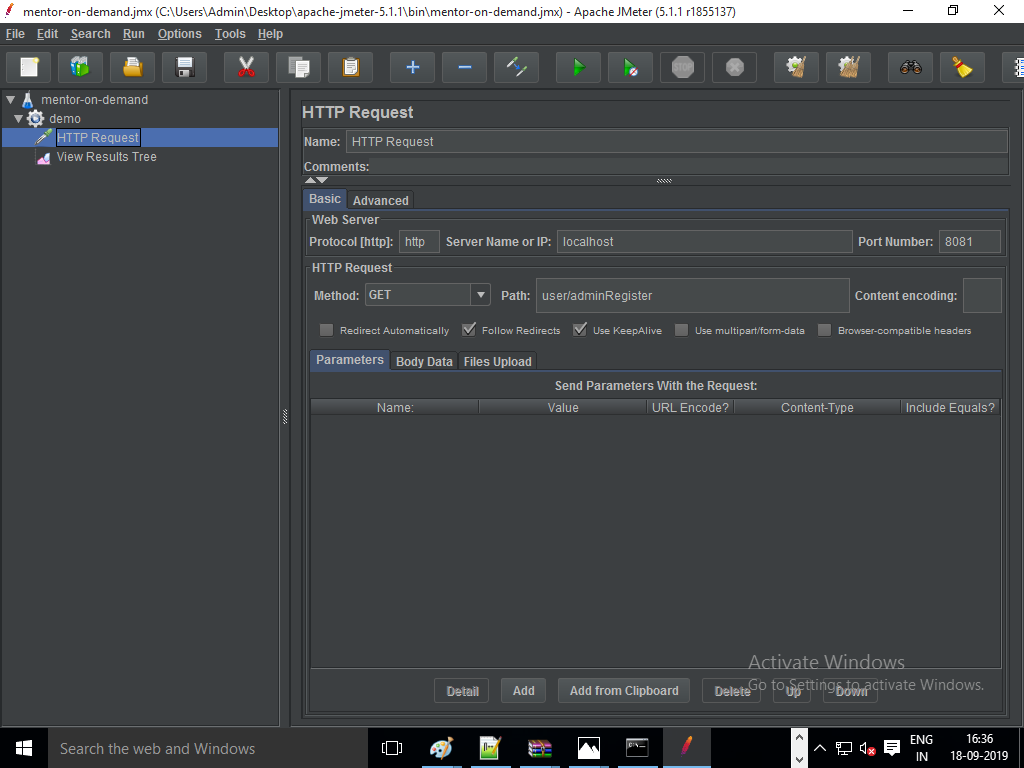 mentor-on-demand.jmx (C:\Users\Admin\Desktop\apache-jmeter-5.1.1\bin\mentor-on-demand.jmx) - Apache JMeter (5.1.1 r1855137)
File Edit Search Run Options Tools Help
STOP
mentor-on-demand
demo
HTTP Request
View Results Tree
HTTP Request
Name: HTTP Request
Comments:
Basic Advanced
Web Server
Protocol [http]: http Server Name or IP: localhost Port Number: 8081
HTTP Request
Method: GET Path: user/adminRegister Content encoding:
Redirect Automatically Follow Redirects Use KeepAlive Use multipart/form-data Browser-compatible headers
Parameters Body Data Files Upload
Send Parameters With the Request:
Name: Value URL Encode? Content-Type Include Equals?
Detail Add Add from Clipboard Delete Up Down
Activate Windows
Go to Settings to activate Windows.
Search the web and Windows
ENG
IN
16:36
18-09-2019